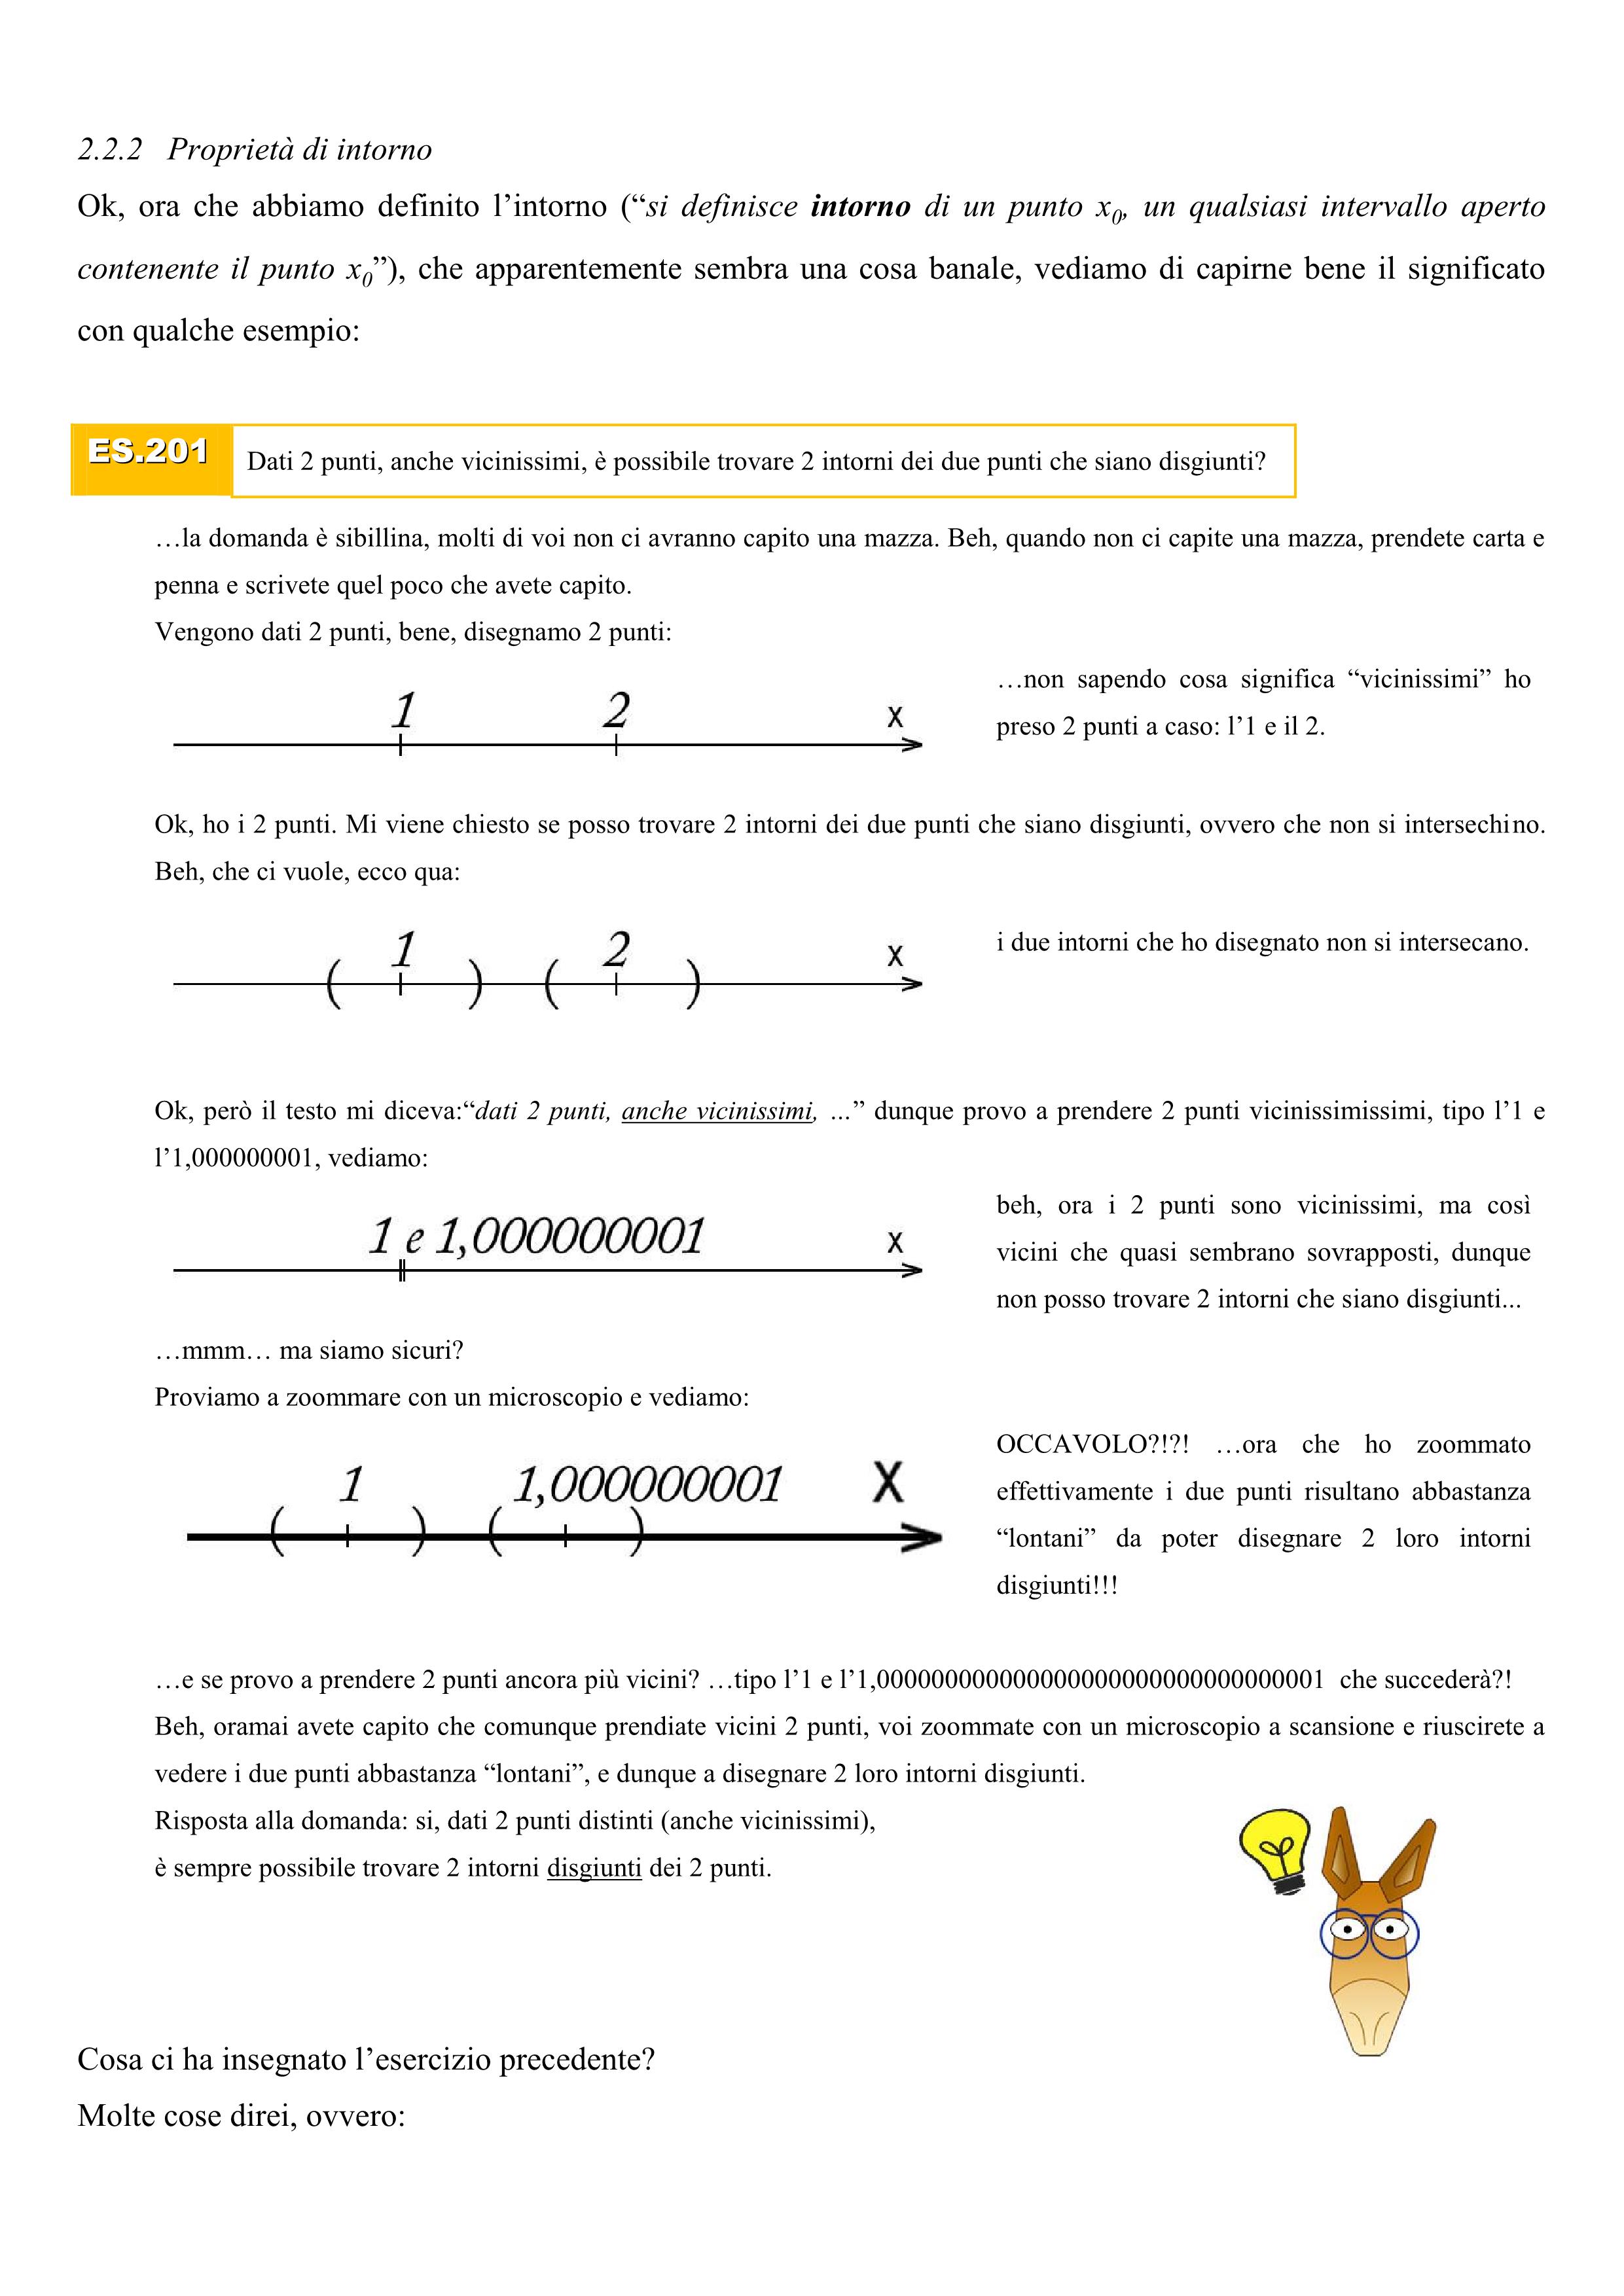 2.2.2 Proprietà di intorno
Ok, ora che abbiamo definito l'intorno (“si definisce intorno di un punto x0, un qualsiasi intervallo aperto
contenente il punto x0”), che apparentemente sembra una cosa banale, vediamo di capirne bene il significato
con qualche esempio:
ES.201
Dati 2 punti, anche vicinissimi, è possibile trovare 2 intorni dei due punti che siano disgiunti?
…la domanda è sibillina, molti di voi non ci avranno capito una mazza. Beh, quando non ci capite una mazza, prendete carta e
penna e scrivete quel poco che avete capito.
Vengono dati 2 punti, bene, disegnamo 2 punti:
1 2 x
…non sapendo cosa significa “vicinissimi” ho
preso 2 punti a caso: l'1 e il 2.
Ok, ho i 2 punti. Mi viene chiesto se posso trovare 2 intorni dei due punti che siano disgiunti, ovvero che non si intersechino.
Beh, che ci vuole, ecco qua:
( 1 ) ( 2 ) x
i due intorni che ho disegnato non si intersecano.
Ok, però il testo mi diceva:“dati 2 punti, anche vicinissimi, ...” dunque provo a prendere 2 punti vicinissimissimi, tipo l'1 e
l'1,000000001, vediamo:
1 e 1,000000001 x
beh, ora i 2 punti sono vicinissimi, ma così
vicini che quasi sembrano sovrapposti, dunque
non posso trovare 2 intorni che siano disgiunti...
…mmm… ma siamo sicuri?
Proviamo a zoommare con un microscopio e vediamo:
( 1 ) ( 1,000000001 ) X
OCCAVOLO?!?! …ora che ho zoommato
effettivamente i due punti risultano abbastanza
“lontani” da poter disegnare 2 loro intorni
disgiunti!!!
…e se provo a prendere 2 punti ancora più vicini? …tipo l'1 e l'1,000000000000000000000000000000001 che succederà?!
Beh, oramai avete capito che comunque prendiate vicini 2 punti, voi zoommate con un microscopio a scansione e riuscirete a
vedere i due punti abbastanza “lontani”, e dunque a disegnare 2 loro intorni disgiunti.
Risposta alla domanda: si, dati 2 punti distinti (anche vicinissimi),
è sempre possibile trovare 2 intorni disgiunti dei 2 punti.
Cosa ci ha insegnato l'esercizio precedente?
Molte cose direi, ovvero: